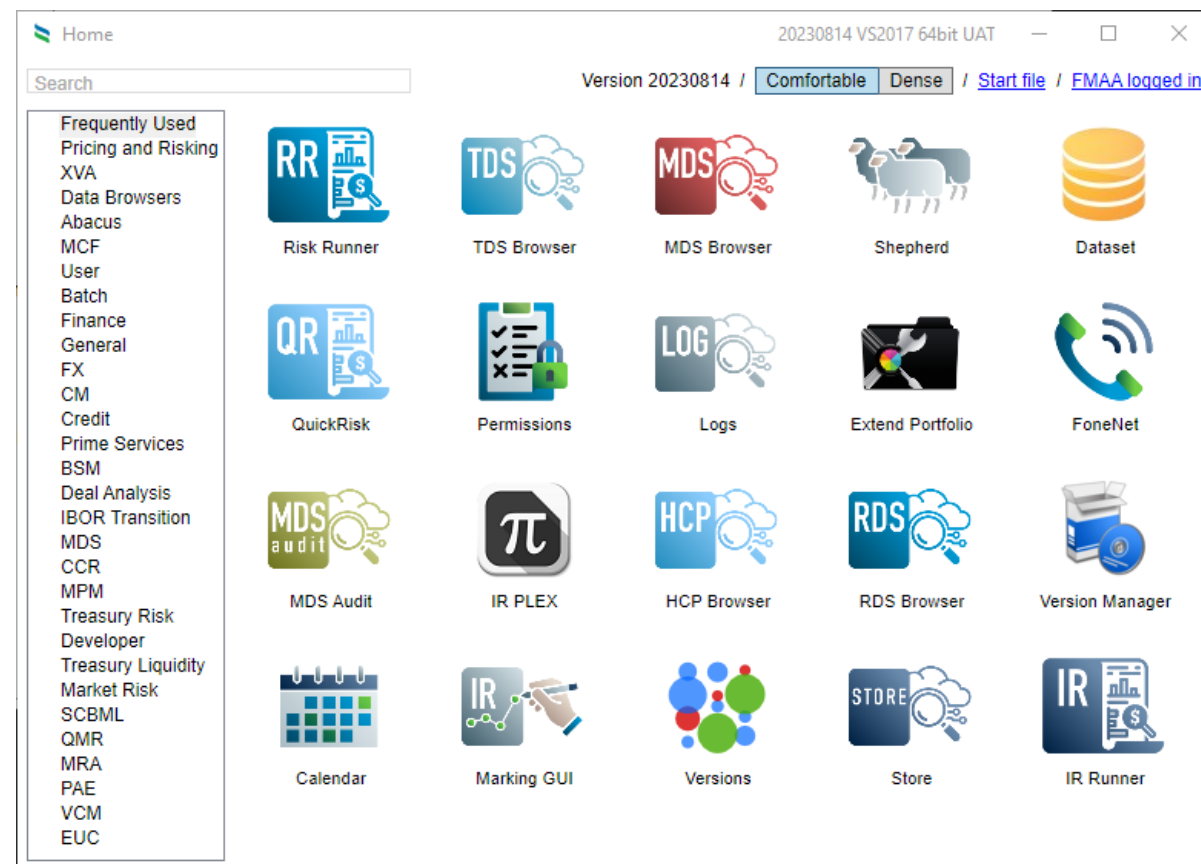 Home
20230814 VS2017 64bit UAT
Search
Version 20230814 / Comfortable Dense / Start file / FMAA logged in
Frequently Used
Pricing and Risking
XVA
Data Browsers
Abacus
MCF
User
Batch
Finance
General
FX
CM
Credit
Prime Services
BSM
Deal Analysis
IBOR Transition
MDS
CCR
MPM
Treasury Risk
Developer
Treasury Liquidity
Market Risk
SCBML
QMR
MRA
PAE
VCM
EUC
RR
TDS
MDS
Risk Runner
TDS Browser
MDS Browser
Shepherd
Dataset
QR
LOG
QuickRisk
Permissions
Logs
Extend Portfolio
FoneNet
MDS
audit
π
HCP
RDS
MDS Audit
IR PLEX
HCP Browser
RDS Browser
Version Manager
IR
STORE
IR
Calendar
Marking GUI
Versions
Store
IR Runner